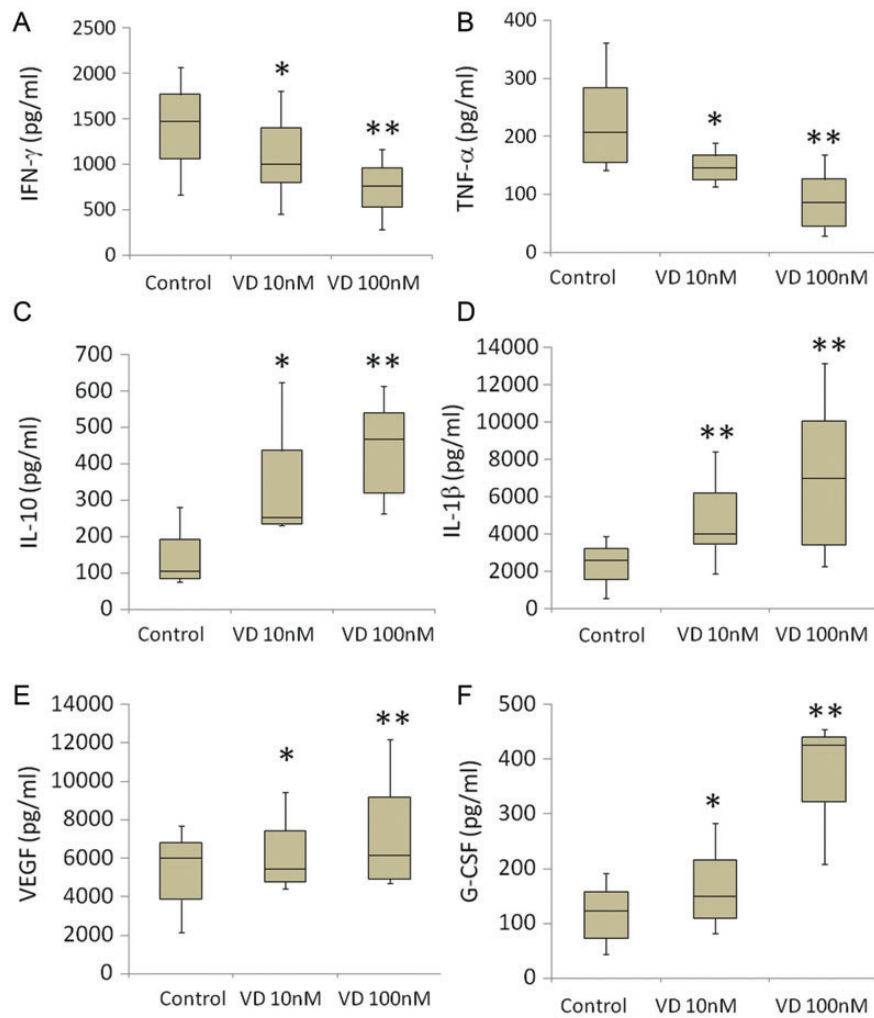 A
IFN-γ (pg/ml)
2500
2000
1500
1000
500
0
*
**
Control VD 10nM VD 100nM
B
TNF-α (pg/ml)
400
300
200
100
0
*
**
Control VD 10nM VD 100nM
C
IL-10 (pg/ml)
700
600
500
400
300
200
100
0
*
**
Control VD 10nM VD 100nM
D
IL-1β (pg/ml)
14000
12000
10000
8000
6000
4000
2000
0
**
**
Control VD 10nM VD 100nM
E
VEGF (pg/ml)
14000
12000
10000
8000
6000
4000
2000
0
*
**
Control VD 10nM VD 100nM
F
G-CSF (pg/ml)
500
400
300
200
100
0
*
**
Control VD 10nM VD 100nM